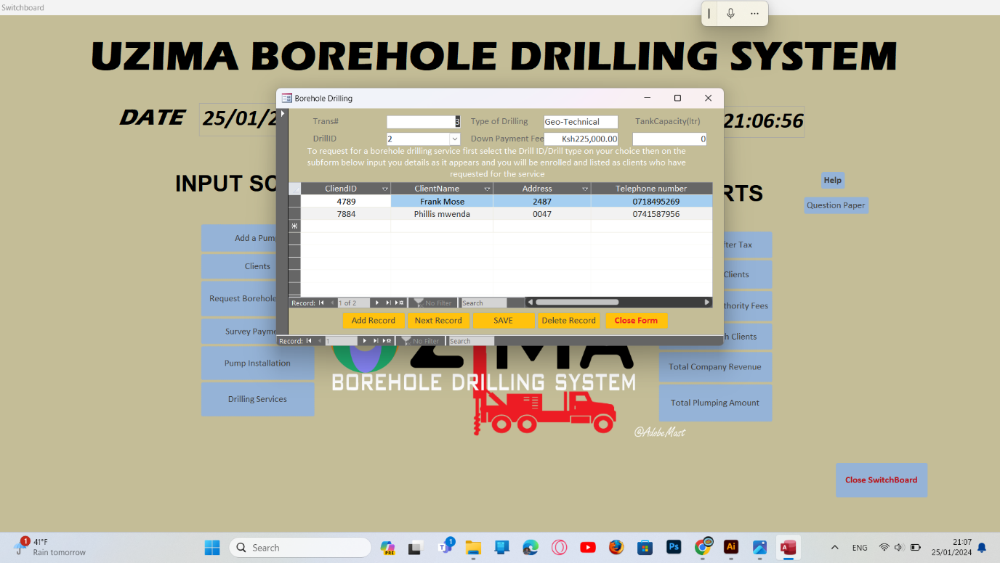 Switchboard
UZIMA BOREHOLE DRILLING SYSTEM
DATE 25/01/2
21:06:56
INPUT SC
RTS
Help
Question Paper
Add a Pump
Clients
Request Borehole
Survey Payme
Pump Installation
Drilling Services
fter Tax
Clients
thority Fees
h Clients
Total Company Revenue
Total Plumping Amount
Close SwitchBoard
Borehole Drilling
Trans# 3 Type of Drilling Geo-Technical TankCapacity(ltr)
DrillID 2 Down Payment Fee Ksh225,000.00 0
To request for a borehole drilling service first select the Drill ID/Drill type on your choice then on the
subform below input you details as it appears and you will be enrolled and listed as clients who have
requested for the service
CliendID ClientName Address Telephone number
4789 Frank Mose 2487 0718495269
7884 Phillis mwenda 0047 0741587956
Record: 1 of 2 No Filter Search
Add Record Next Record SAVE Delete Record Close Form
Record: 1 No Filter Search
UZIMA
BOREHOLE DRILLING SYSTEM
@AdobeMast
1 41°F
Rain tomorrow
Search
PRE
T 1
Ps
Ai
A
ENG
21:07
25/01/2024